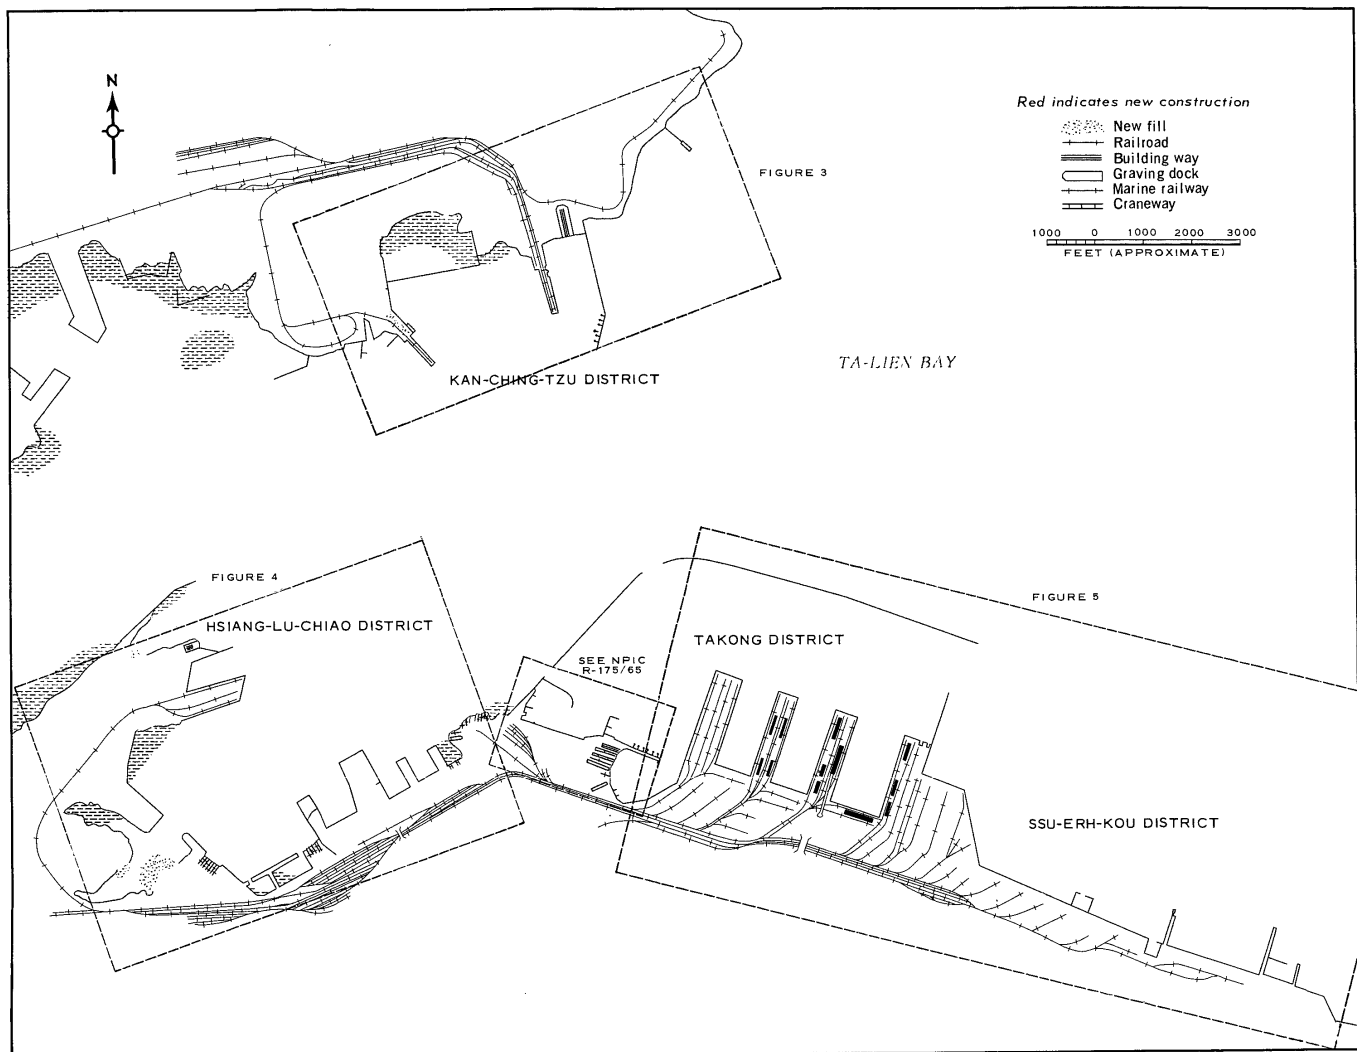 N
Red indicates new construction
New fill
Railroad
Building way
Graving dock
Marine railway
Craneway
1000 0 1000 2000 3000
FEET (APPROXIMATE)
FIGURE 3
TA-LIEN BAY
KAN-CHING-TZU DISTRICT
FIGURE 4
HSIANG-LU-CHIAO DISTRICT
SEE NPIC
R-175/65
FIGURE 5
TAKONG DISTRICT
SSU-ERH-KOU DISTRICT